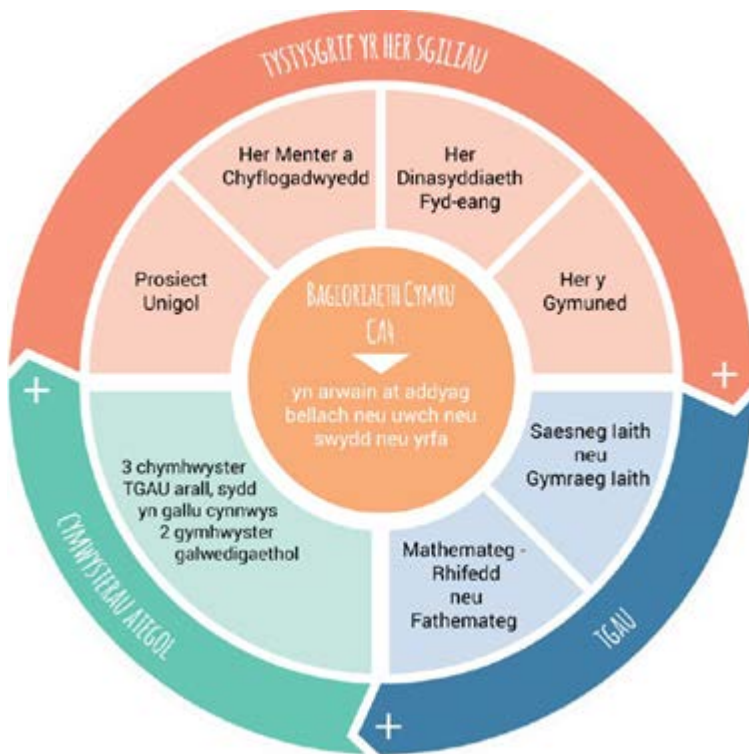 TYSTYSGRIF YR HER SGILIAU
Her Menter a
Chyflogadwyedd
Her
Dinasyddiaeth
Fyd-eang
Prosiect
Unigol
Her y
Gymuned
BAGLORIAETH CYMRU
CA4
yn arwain at addyag
bellach neu uwch neu
swydd neu yrfa
+
+
Saesneg Iaith
neu
Gymraeg Iaith
3 chymhwyster
TGAU arall, sydd
yn gallu cynnwys
2 gymhwyster
galwedigaethol
Mathemateg -
Rhifedd
neu
Fathemateg
CYMWYSTERAU ATEGOL
TGAU
+